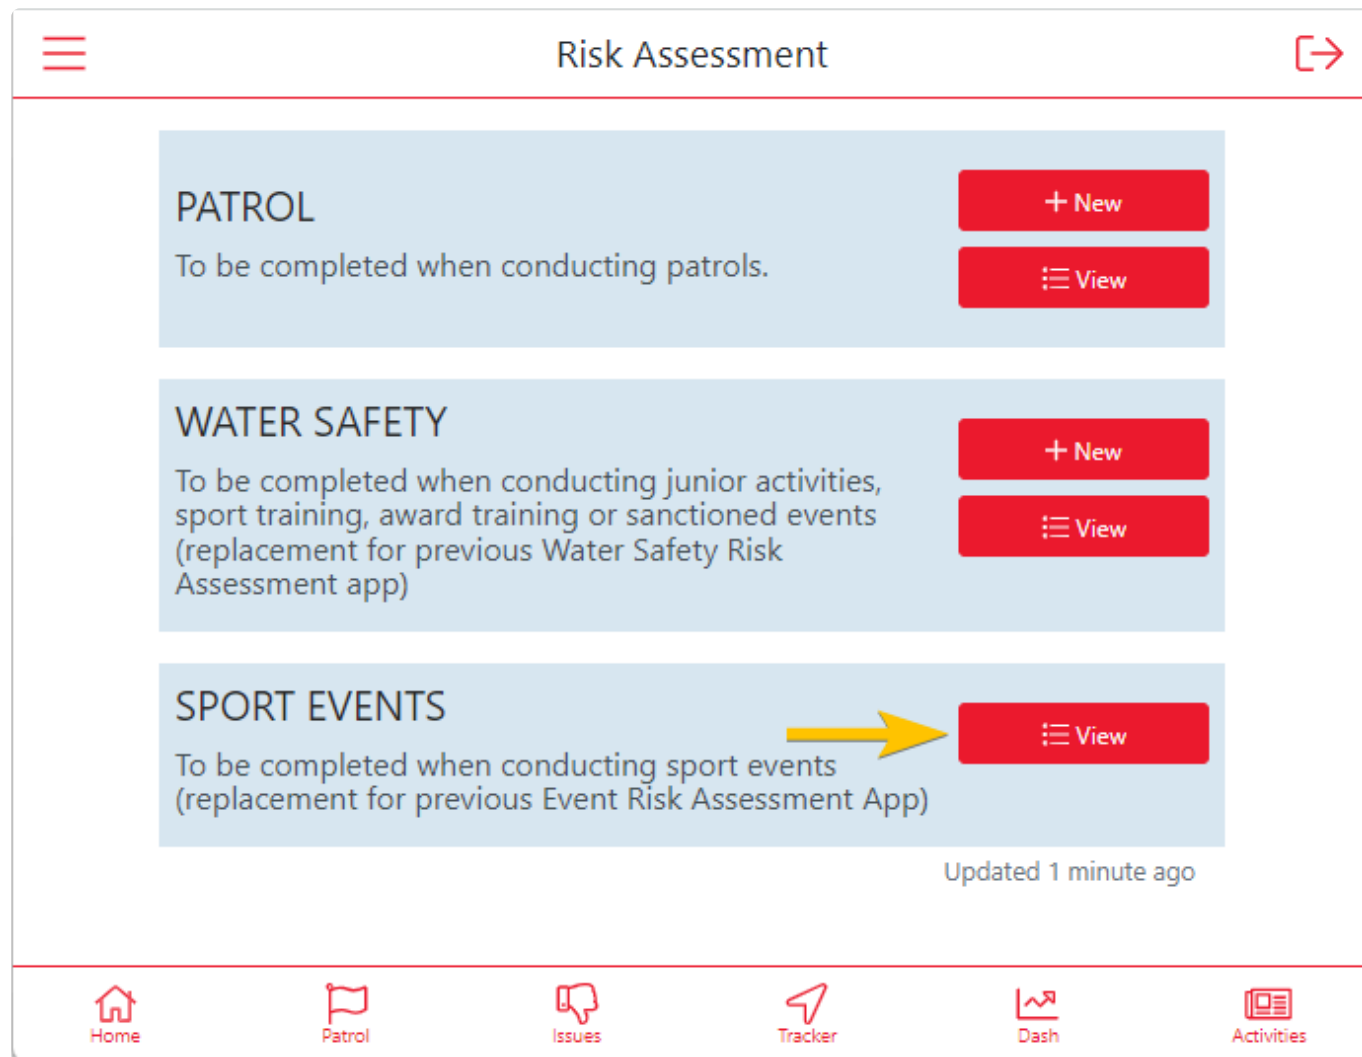 Risk Assessment
PATROL
To be completed when conducting patrols.
+ New
View
WATER SAFETY
To be completed when conducting junior activities,
sport training, award training or sanctioned events
(replacement for previous Water Safety Risk
Assessment app)
+ New
View
SPORT EVENTS
To be completed when conducting sport events
(replacement for previous Event Risk Assessment App)
View
Updated 1 minute ago
Home
Patrol
Issues
Tracker
Dash
Activities